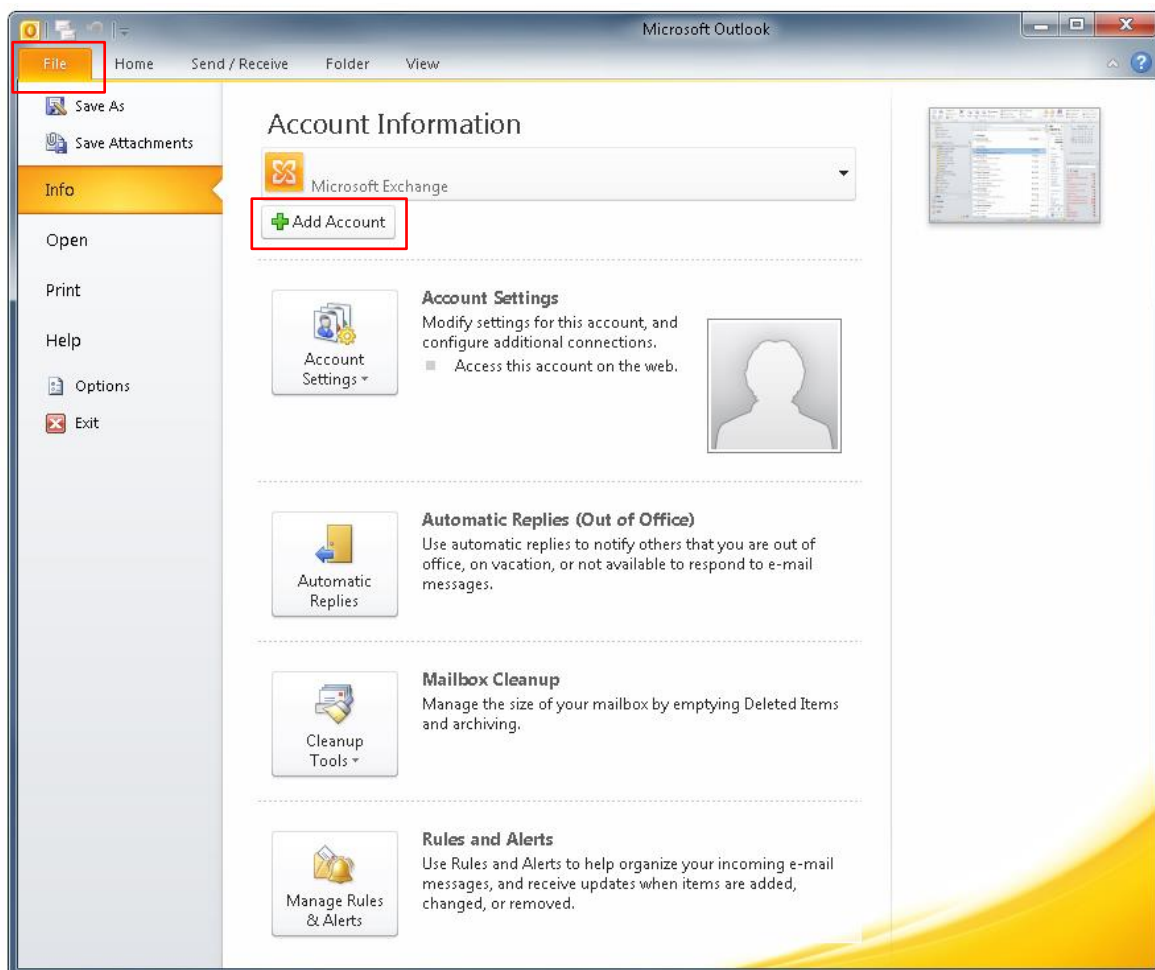 Microsoft Outlook
File Home Send / Receive Folder View
Save As
Save Attachments
Info
Open
Print
Help
Options
Exit
Account Information
Microsoft Exchange
Add Account
Account
Settings
Account Settings
Modify settings for this account, and
configure additional connections.
Access this account on the web.
Automatic
Replies
Automatic Replies (Out of Office)
Use automatic replies to notify others that you are out of
office, on vacation, or not available to respond to e-mail
messages.
Cleanup
Tools
Mailbox Cleanup
Manage the size of your mailbox by emptying Deleted Items
and archiving.
Manage Rules
& Alerts
Rules and Alerts
Use Rules and Alerts to help organize your incoming e-mail
messages, and receive updates when items are added,
changed, or removed.